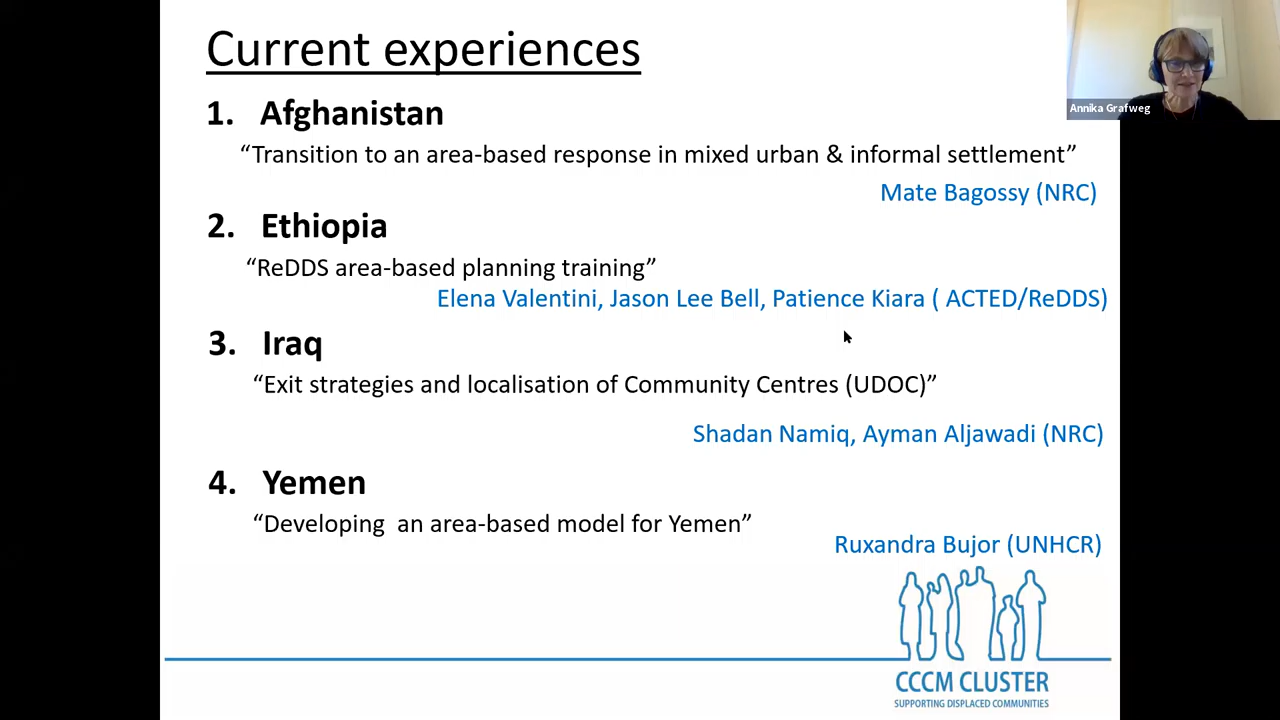 Current experiences
Annika Grafweg
1. Afghanistan
“Transition to an area-based response in mixed urban & informal settlement”
Mate Bagossy (NRC)
2. Ethiopia
“ReDDS area-based planning training”
Elena Valentini, Jason Lee Bell, Patience Kiara ( ACTED/ReDDS)
3. Iraq
“Exit strategies and localisation of Community Centres (UDOC)”
Shadan Namiq, Ayman Aljawadi (NRC)
4. Yemen
“Developing  an area-based model for Yemen”
Ruxandra Bujor (UNHCR)
CCCM CLUSTER
SUPPORTING DISPLACED COMMUNITIES